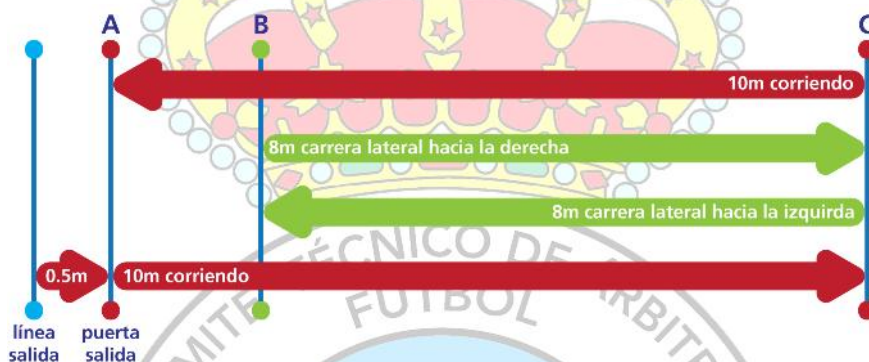 A
B
C
10m corriendo
8m carrera lateral hacia la derecha
8m carrera lateral hacia la izquirda
0.5m
10m corriendo
línea
salida
puerta
salida
TÉCNICO DE
FUTBOL